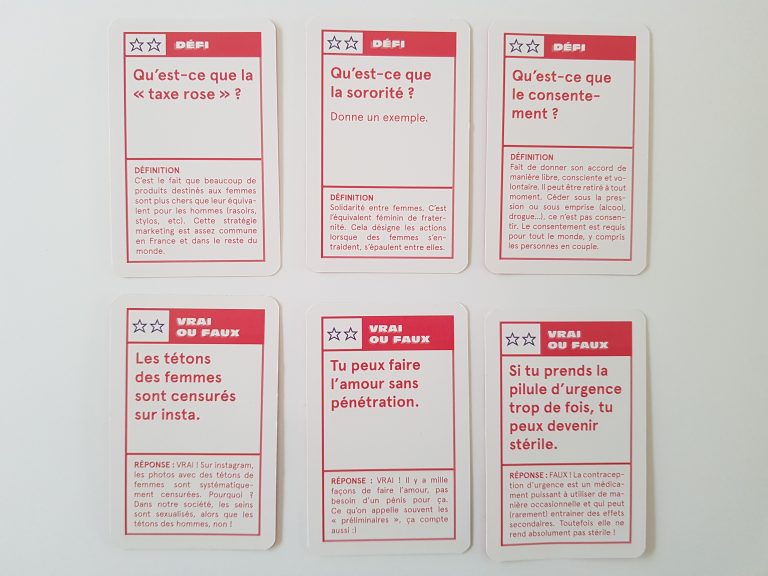 DÉFI
Qu'est-ce que la
« taxe rose » ?
DÉFINITION
C'est le fait que beaucoup de
produits destinés aux femmes
sont plus chers que leur équiva-
lent pour les hommes (rasoirs,
stylos, etc). Cette stratégie
marketing est assez commune
en France et dans le reste du
monde.
DÉFI
Qu'est-ce que
la sororité ?
Donne un exemple.
DÉFINITION
Solidarité entre femmes. C'est
l'équivalent féminin de frater-
nité. Cela désigne les actions
lorsque des femmes s'en-
traident, s'épaulent entre elles.
DÉFI
Qu'est-ce que
le consente-
ment ?
DÉFINITION
Fait de donner son accord de
manière libre, consciente et vo-
lontaire. Il peut être retiré à tout
moment. Céder sous la pres-
sion ou sous emprise (alcool,
drogue...), ce n'est pas consen-
tir. Le consentement est requis
pour tout le monde, y compris
les personnes en couple.
VRAI
OU FAUX
Les tétons
des femmes
sont censurés
sur insta.
RÉPONSE : VRAI ! Sur instagram,
les photos avec des tétons de
femmes sont systématique-
ment censurées. Pourquoi ?
Dans notre société, les seins
sont sexualisés, alors que les
tétons des hommes, non !
VRAI
OU FAUX
Tu peux faire
l'amour sans
pénétration.
RÉPONSE : VRAI ! Il y a mille
façons de faire l'amour, pas
besoin d'un pénis pour ça.
Ce qu'on appelle souvent les
« préliminaires », ça compte
aussi :)
VRAI
OU FAUX
Si tu prends la
pilule d'urgence
trop de fois, tu
peux devenir
stérile.
RÉPONSE : FAUX ! La contracep-
tion d'urgence est un médica-
ment puissant à utiliser de ma-
nière occasionnelle et qui peut
(rarement) entrainer des effets
secondaires. Toutefois elle ne
rend absolument pas stérile !